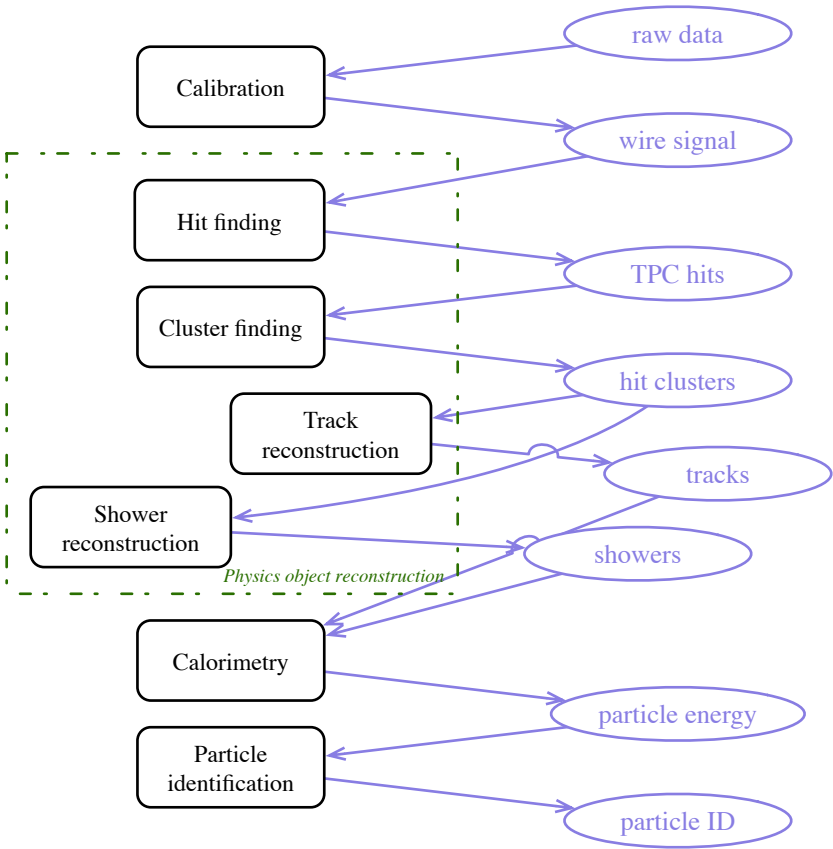 raw data
Calibration
wire signal
Hit finding
TPC hits
Cluster finding
hit clusters
Track
reconstruction
tracks
Shower
reconstruction
showers
Physics object reconstruction
Calorimetry
particle energy
Particle
identification
particle ID